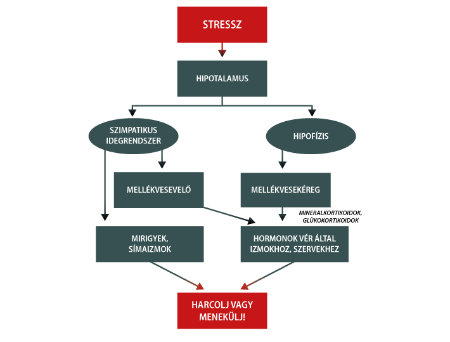 STRESSZ
HIPOTALAMUS
SZIMPATIKUS
IDEGRENDSZER
HIPOFÍZIS
MELLÉKVESEVELŐ
MELLÉKVESEKÉREG
MINERALKORTIKOIDOK,
GLÜKOKORTIKOIDOK
MIRIGYEK,
SÍMAIZMOK
HORMONOK VÉR ÁLTAL
IZMOKHOZ, SZERVEKHEZ
HARCOLJ VAGY
MENEKÜLJ!